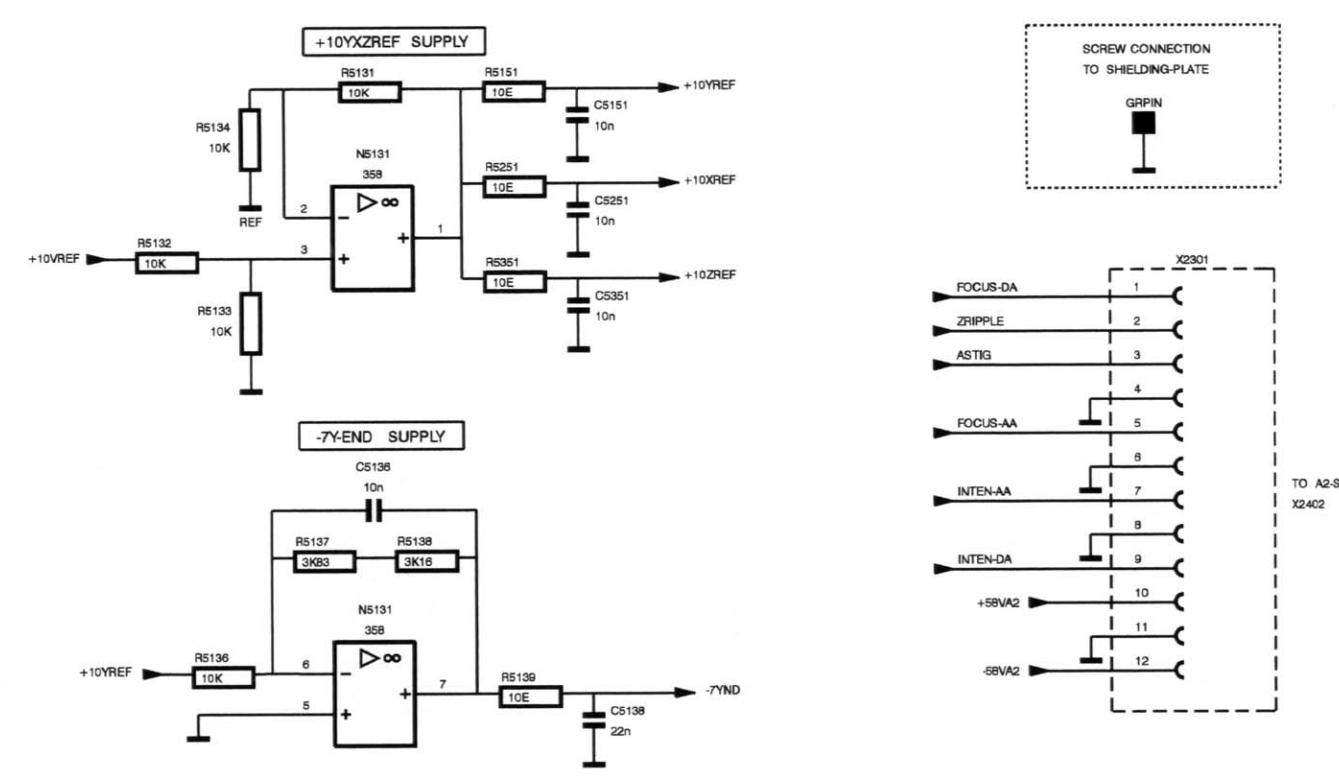 +10YXZREF SUPPLY
R5131
10K
R5151
10E
+10YREF
C5151
10n
R5134
10K
REF
N5131
358
∞
2
−
3
+
+
1
R5251
10E
+10XREF
C5251
10n
+10VREF
R5132
10K
R5133
10K
R5351
10E
+10ZREF
C5351
10n
-7Y-END SUPPLY
C5136
10n
R5137
3K83
R5138
3K16
N5131
358
∞
+10YREF
R5136
10K
6
−
5
+
+
7
R5139
10E
-7YND
C5138
22n
SCREW CONNECTION
TO SHIELDING-PLATE
GRPIN
X2301
FOCUS-DA
1
ZRIPPLE
2
ASTIG
3
4
FOCUS-AA
5
6
INTEN-AA
7
8
INTEN-DA
9
+58VA2
10
11
-58VA2
12
TO A2-S
X2402